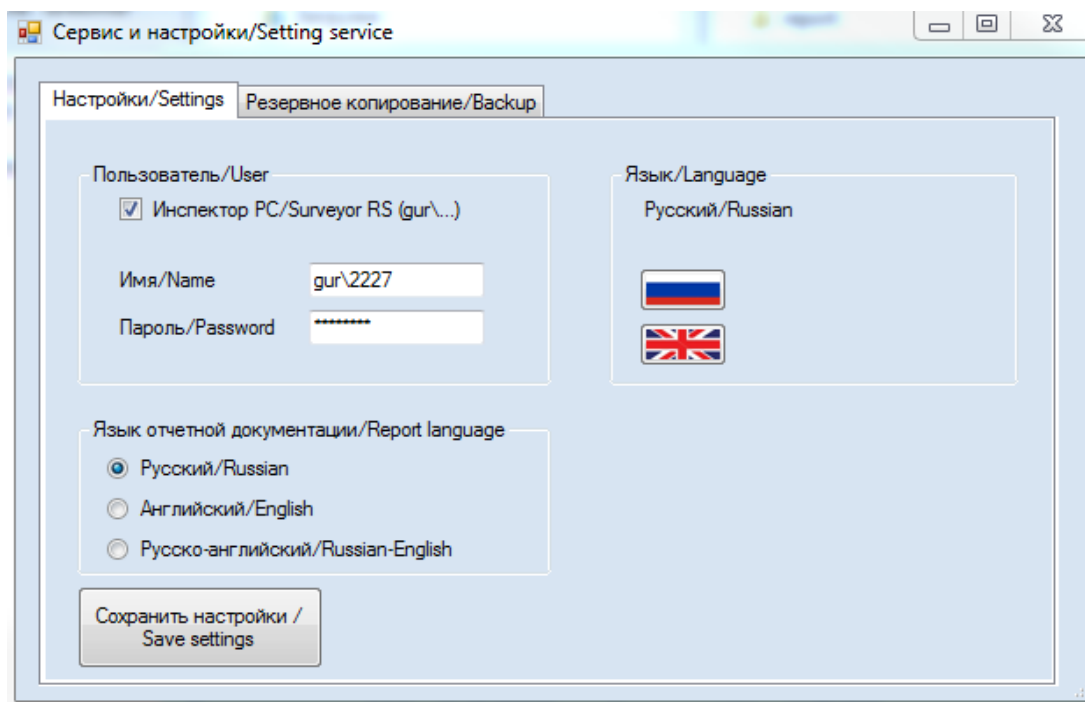 Сервис и настройки/Setting service
Настройки/Settings
Резервное копирование/Backup
Пользователь/User
Инспектор РС/Surveyor RS (gur\...)
Имя/Name
gur\2227
Пароль/Password
********
Язык/Language
Русский/Russian
Язык отчетной документации/Report language
Русский/Russian
Английский/English
Русско-английский/Russian-English
Сохранить настройки /
Save settings